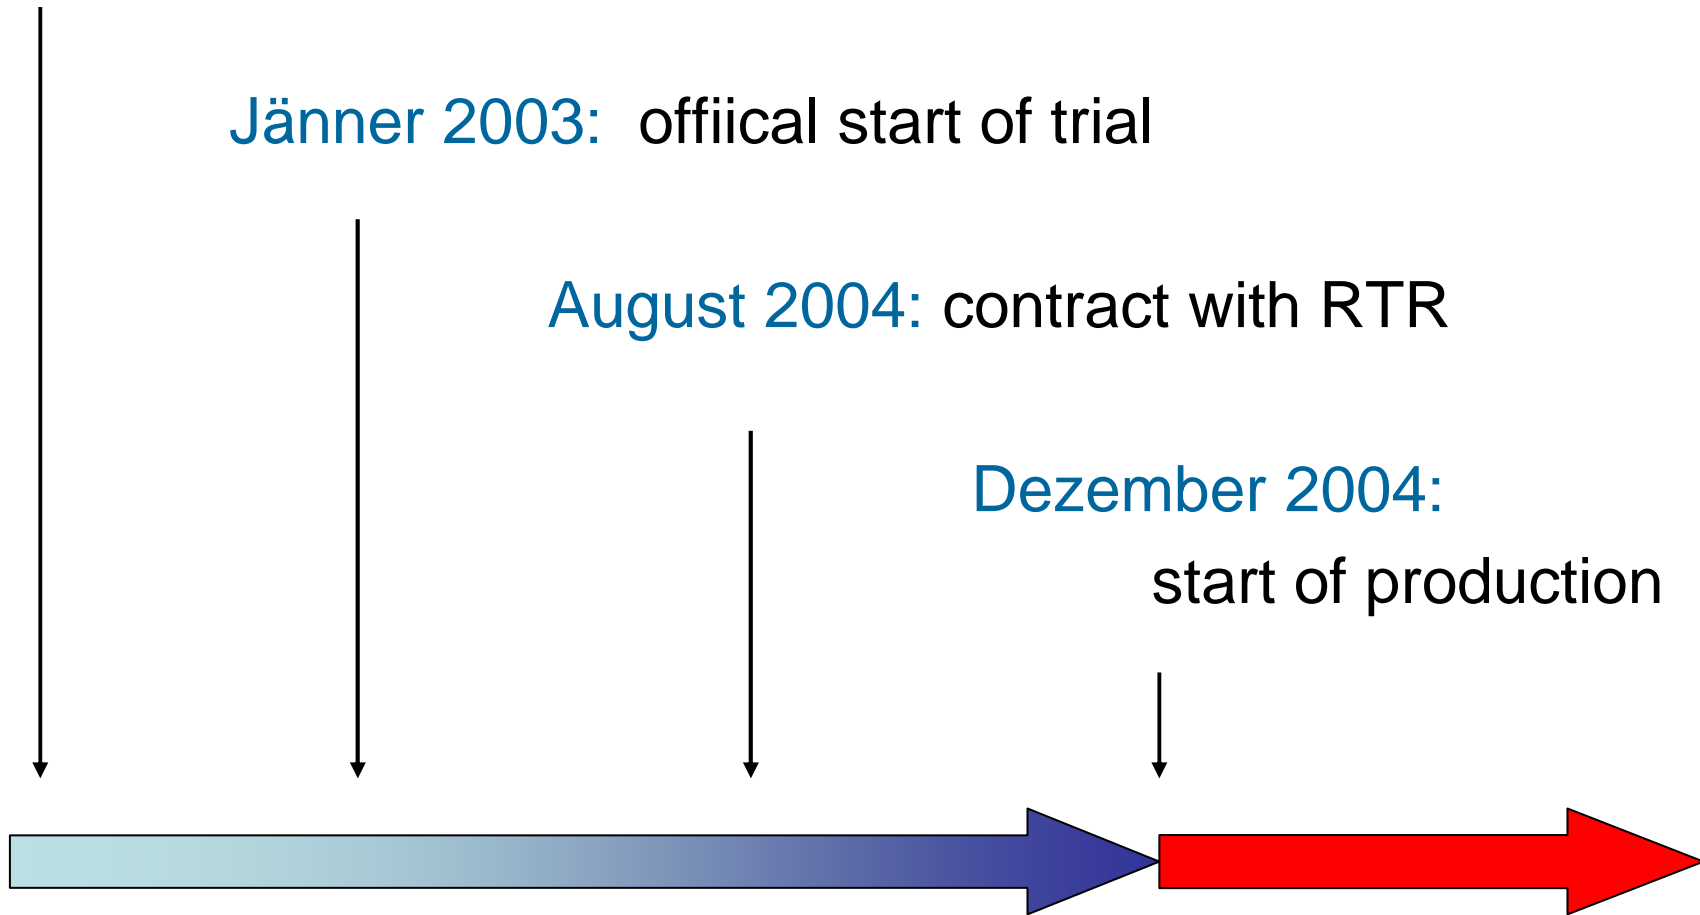 Jänner 2003: offiical start of trial
August 2004: contract with RTR
Dezember 2004:
start of production